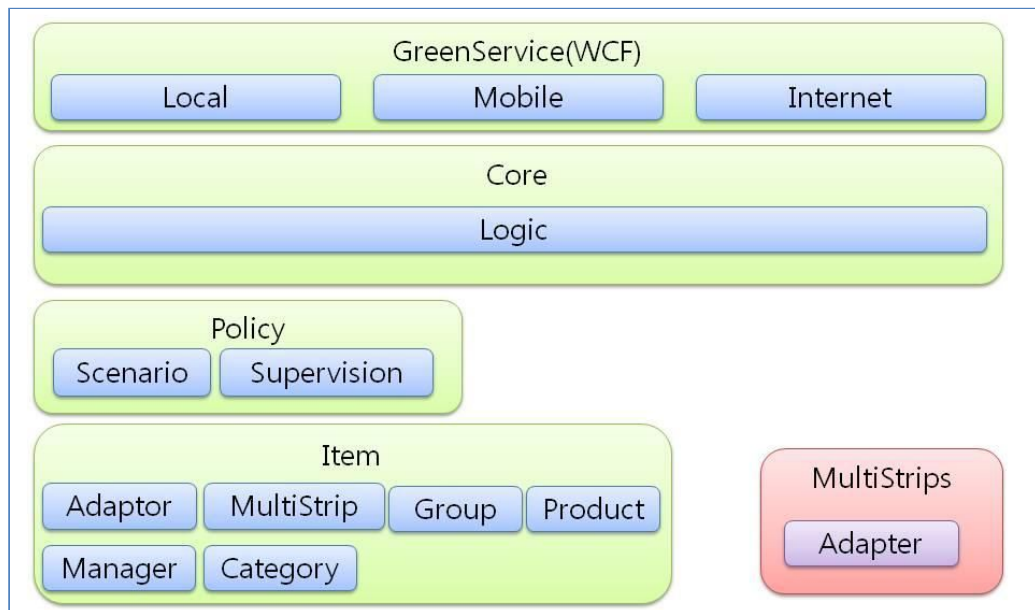 GreenService(WCF)
Local Mobile Internet
Core
Logic
Policy
Scenario Supervision
Item
Adaptor MultiStrip Group Product
Manager Category
MultiStrips
Adapter